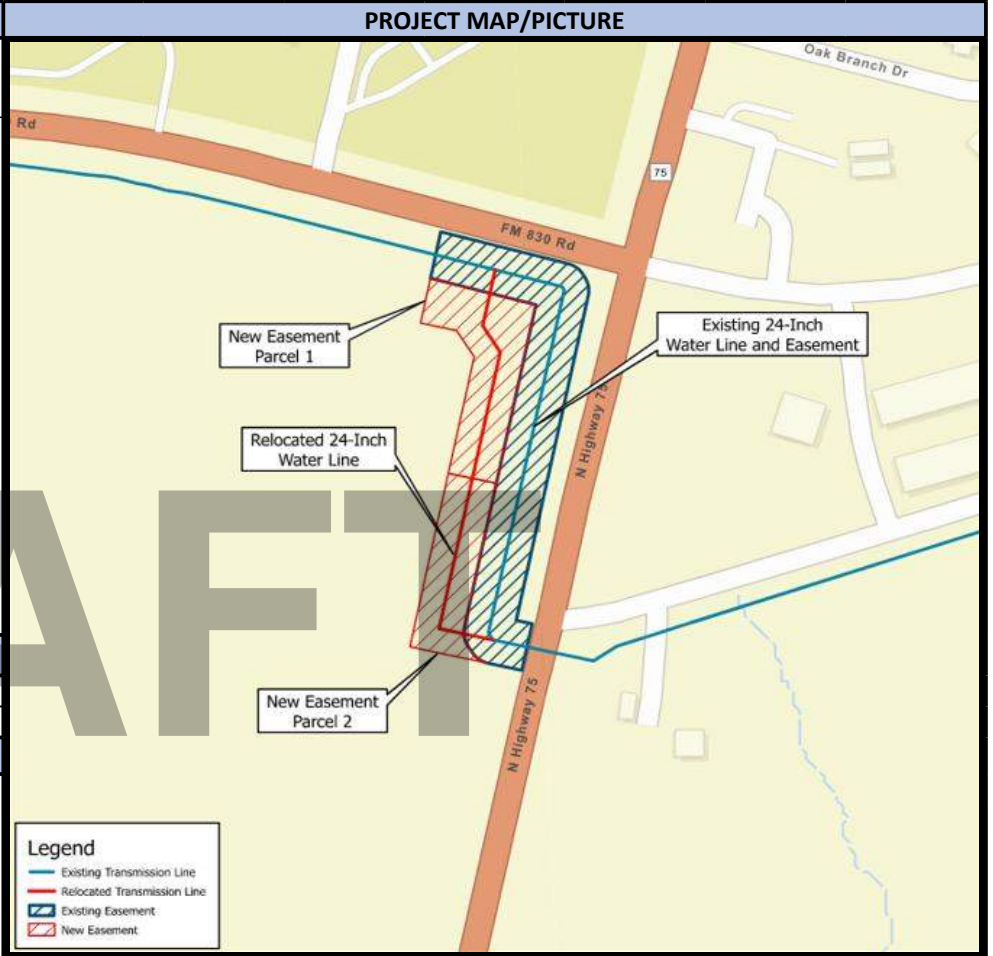 PROJECT MAP/PICTURE
Oak Branch Dr
Rd
75
FM 830 Rd
New Easement
Parcel 1
Existing 24-Inch
Water Line and Easement
N Highway 75
Relocated 24-Inch
Water Line
AFT
New Easement
Parcel 2
N Highway 75
Legend
Existing Transmission Line
Relocated Transmission Line
Existing Easement
New Easement